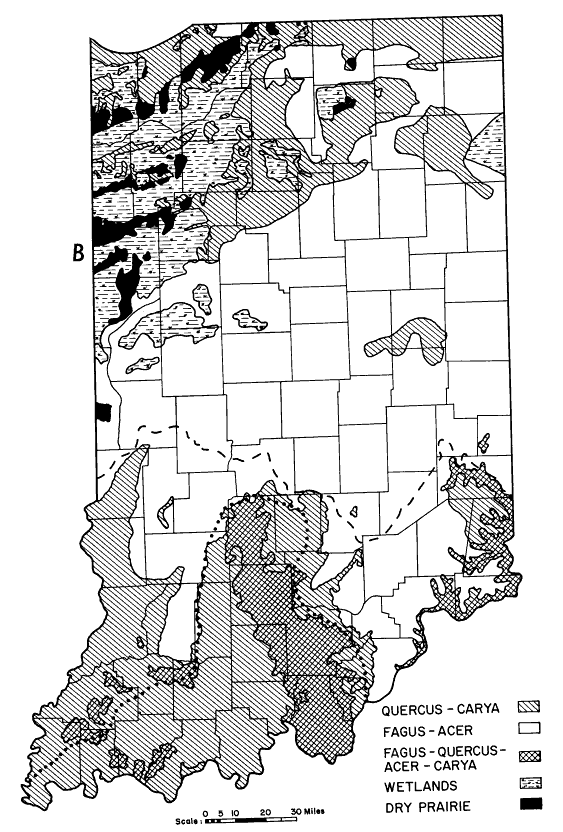 B
QUERCUS - CARYA
FAGUS - ACER
FAGUS - QUERCUS -
ACER - CARYA
WETLANDS
DRY PRAIRIE
0 5 10 20 30 Miles
Scale: